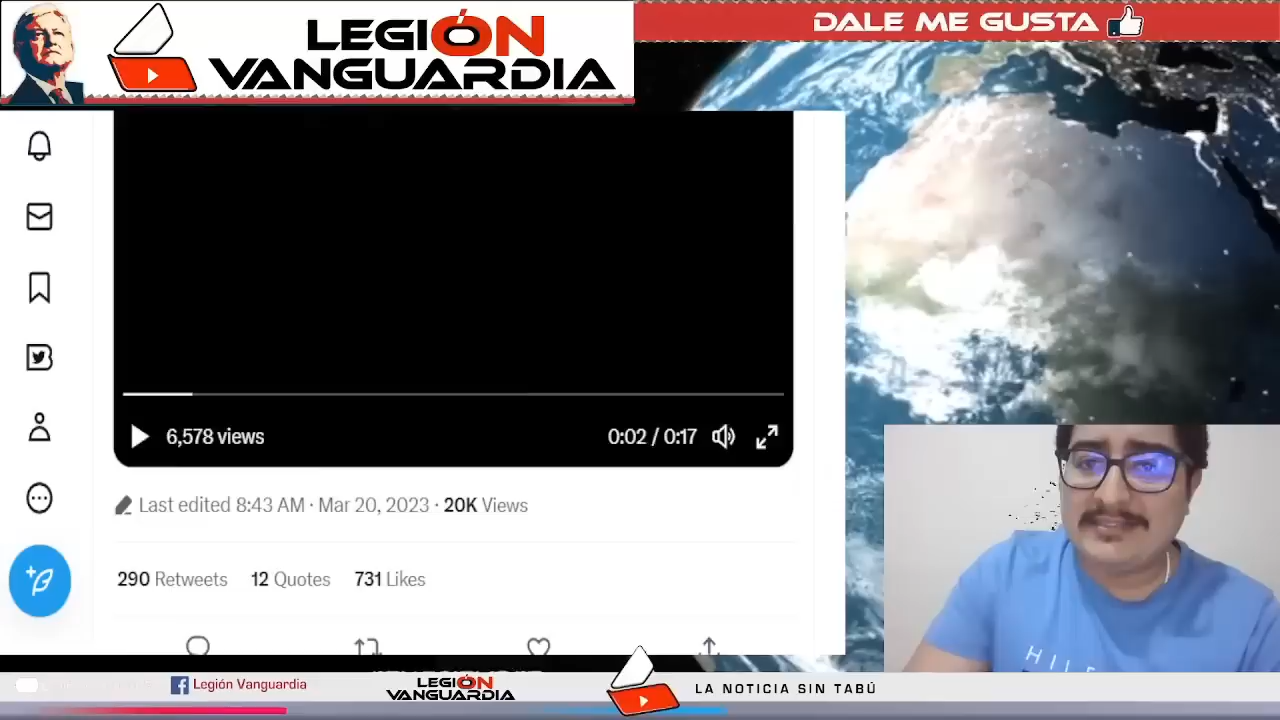 LEGIÓN
VANGUARDIA
DALE ME GUSTA
6,578 views
0:02 / 0:17
Last edited 8:43 AM · Mar 20, 2023 · 20K Views
290 Retweets 12 Quotes 731 Likes
HILF
Legión Vanguardia
LEGIÓN
VANGUARDIA
LA NOTICIA SIN TABÚ